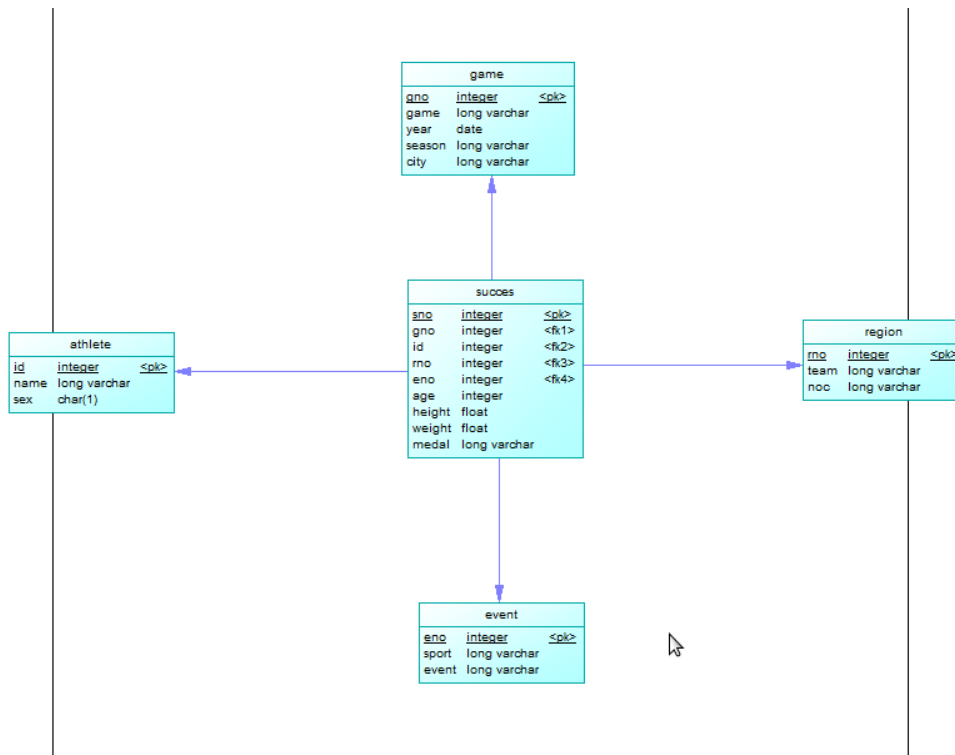 game
gno integer <pk>
game long varchar
year date
season long varchar
city long varchar
succes
sno integer <pk>
gno integer <fk1>
id integer <fk2>
rno integer <fk3>
eno integer <fk4>
age integer
height float
weight float
medal long varchar
athlete
id integer <pk>
name long varchar
sex char(1)
region
rno integer <pk>
team long varchar
noc long varchar
event
eno integer <pk>
sport long varchar
event long varchar